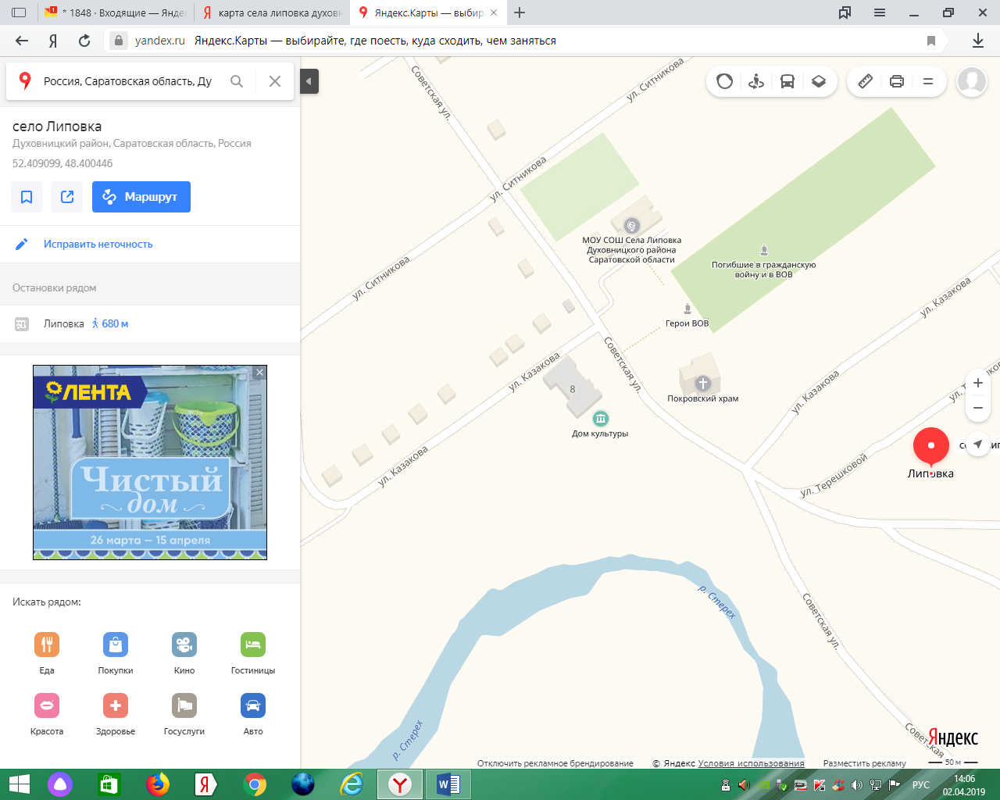 * 1848 · Входящие — Янде
карта села липовка духовн
Яндекс.Карты — выбир
yandex.ru Яндекс.Карты — выбирайте, где поесть, куда сходить, чем заняться
Россия, Саратовская область, Ду
село Липовка
Духовницкий район, Саратовская область, Россия
52.409099, 48.400446
Маршрут
Исправить неточность
Остановки рядом
Липовка 680 м
ЛЕНТА
Чистый
дом
26 марта — 15 апреля
Искать рядом:
Еда
Покупки
Кино
Гостиницы
Красота
Здоровье
Госуслуги
Авто
Советская ул.
ул. Ситникова
ул. Ситникова
ул. Ситникова
МОУ СОШ Села Липовка
Духовницкого района
Саратовской области
Погибшие в гражданскую
войну и в ВОВ
Герои ВОВ
ул. Казакова
Советская ул.
ул. Казакова
8
Покровский храм
Дом культуры
ул. Казакова
ул. Казакова
ул. Терешковой
Липовка
р. Стерех
Советская ул.
р. Стерех
Советская
Яндекс
50 м
Отключить рекламное брендирование
© Яндекс Условия использования
Разместить рекламу
РУС
14:06
02.04.2019